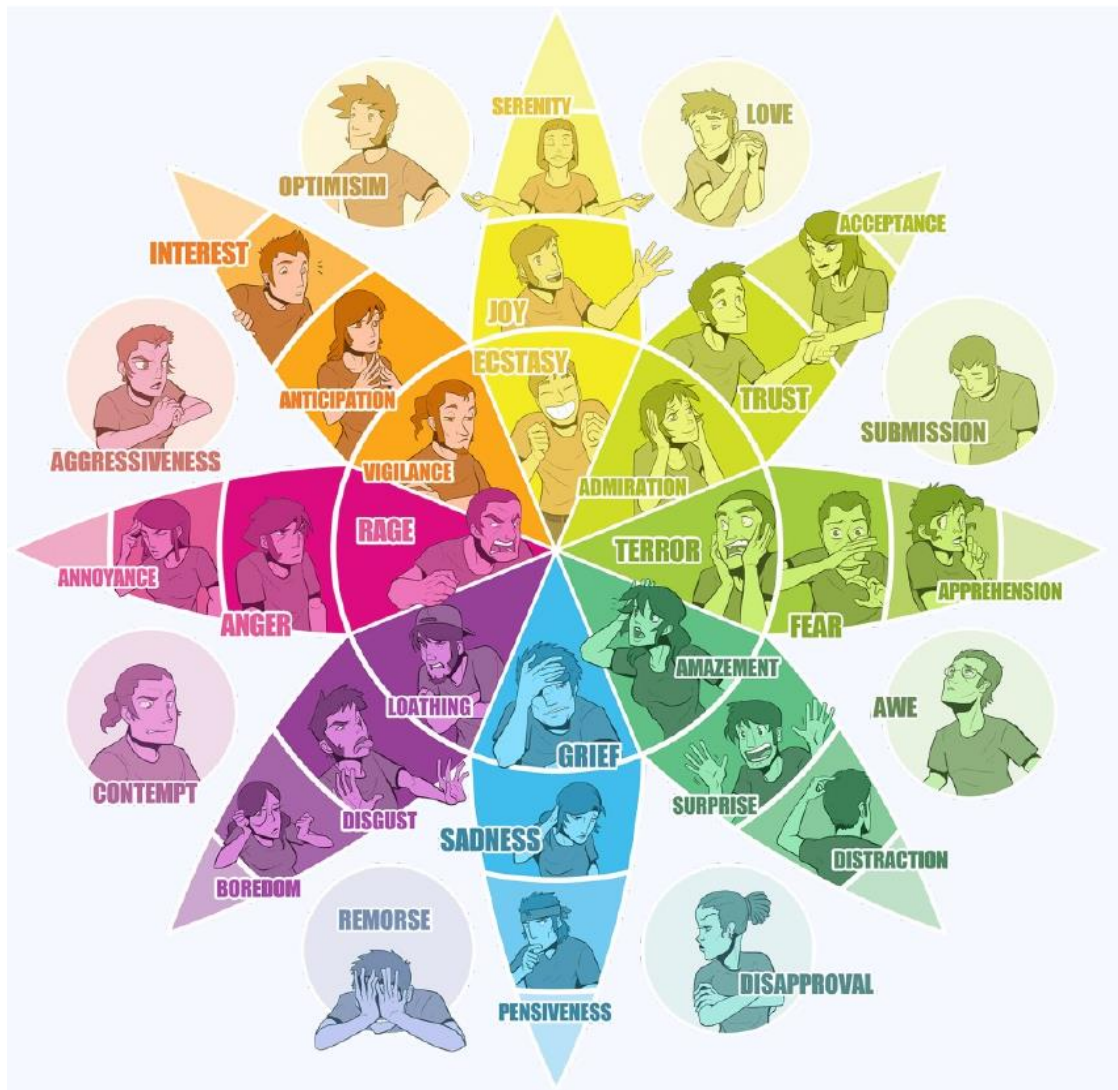 SERENITY
LOVE
OPTIMISIM
ACCEPTANCE
INTEREST
JOY
ECSTASY
TRUST
ANTICIPATION
SUBMISSION
AGGRESSIVENESS
VIGILANCE
ADMIRATION
RAGE
TERROR
ANNOYANCE
APPREHENSION
ANGER
FEAR
AMAZEMENT
LOATHING
AWE
GRIEF
CONTEMPT
SURPRISE
DISGUST
SADNESS
DISTRACTION
BOREDOM
REMORSE
DISAPPROVAL
PENSIVENESS